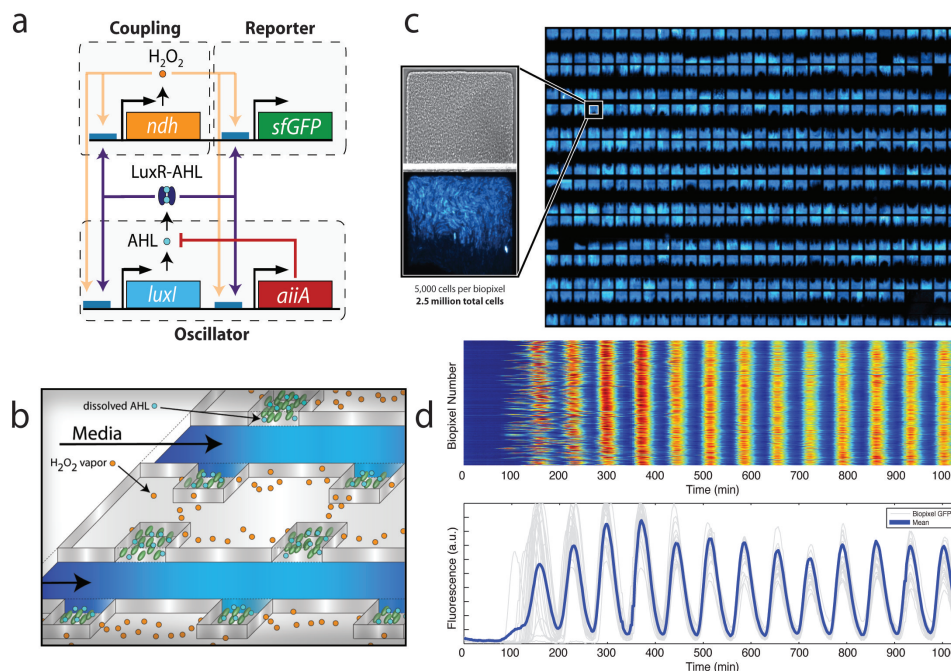 a
Coupling
Reporter
H2O2
ndh
sfGFP
LuxR-AHL
AHL
luxI
aiiA
Oscillator
b
dissolved AHL
Media
H2O2 vapor
c
5,000 cells per biopixel
2.5 million total cells
d
Biopixel Number
0 100 200 300 400 500 600 700 800 900 100
Time (min)
Fluorescence (a.u.)
Biopixel GFP
Mean
0 100 200 300 400 500 600 700 800 900 100
Time (min)